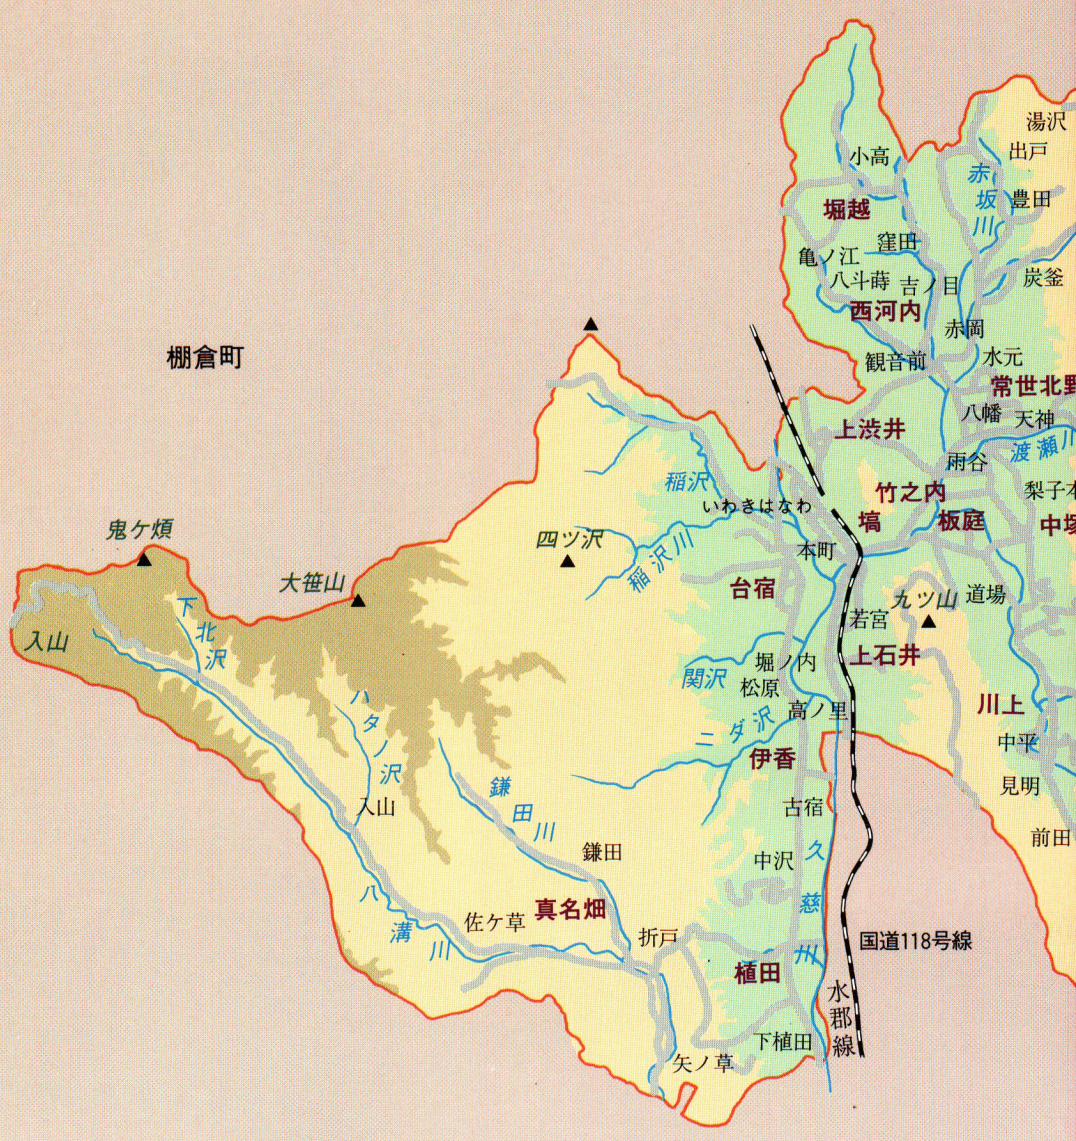 湯沢
出戸
小高
赤坂川
豊田
堀越
窪田
亀ノ江
八斗蒔
吉ノ目
炭釜
西河内
赤岡
棚倉町
観音前
水元
常世北野
八幡
天神
上渋井
渡瀬川
雨谷
稲沢
竹之内
梨子本
いわきはなわ
塙
板庭
中塚
鬼ケ頊
四ツ沢
稲沢川
本町
大笹山
台宿
九ツ山
道場
下北沢
若宮
入山
上石井
堀ノ内
関沢
松原
ハタノ沢
川上
高ノ里
ニダ沢
中平
伊香
入山
鎌田川
見明
古宿
前田
鎌田
中沢
久慈川
八溝川
佐ケ草
真名畑
折戸
国道118号線
植田
水郡線
下植田
矢ノ草